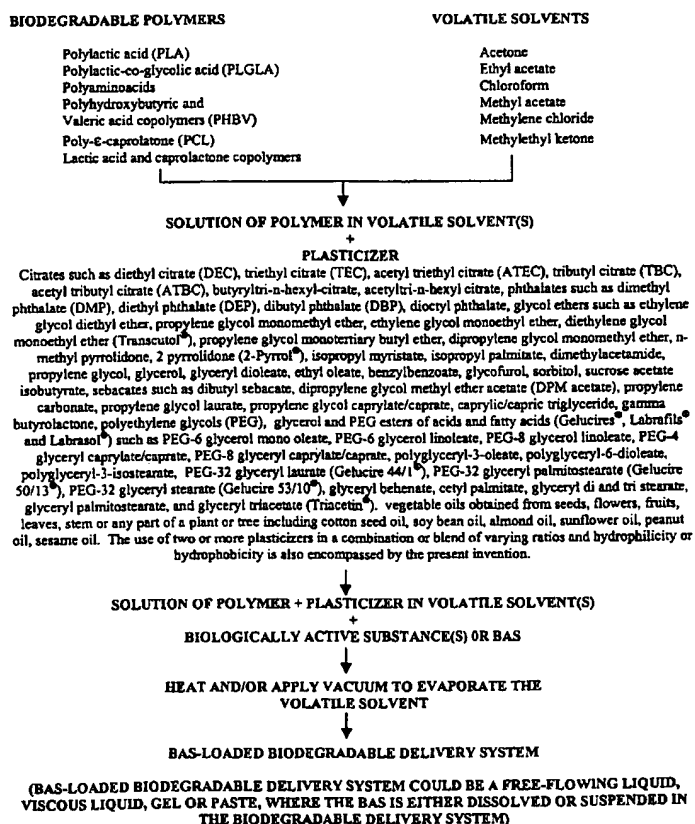 BIODEGRADABLE POLYMERS
Polylactic acid (PLA)
Polylactic-co-glycolic acid (PLGLA)
Polyaminoacids
Polyhydroxybutyric and
Valeric acid copolymers (PHBV)
Poly-ε-caprolatone (PCL)
Lactic acid and caprolactone copolymers
VOLATILE SOLVENTS
Acetone
Ethyl acetate
Chloroform
Methyl acetate
Methylene chloride
Methylethyl ketone
SOLUTION OF POLYMER IN VOLATILE SOLVENT(S)
+
PLASTICIZER
Citrates such as diethyl citrate (DEC), triethyl citrate (TEC), acetyl triethyl citrate (ATEC), tributyl citrate (TBC),
acetyl tributyl citrate (ATBC), butyryltri-n-hexyl-citrate, acetyltri-n-hexyl citrate, phthalates such as dimethyl
phthalate (DMP), diethyl phthalate (DEP), dibutyl phthalate (DBP), dioctyl phthalate, glycol ethers such as ethylene
glycol diethyl ether, propylene glycol monomethyl ether, ethylene glycol monoethyl ether, diethylene glycol
monoethyl ether (Transcutol®), propylene glycol monotertiary butyl ether, dipropylene glycol monomethyl ether, n-
methyl pyrrolidone, 2 pyrrolidone (2-Pyrrol®), isopropyl myristate, isopropyl palmitate, dimethylacetamide,
propylene glycol, glycerol, glyceryl dioleate, ethyl oleate, benzylbenzoate, glycofurol, sorbitol, sucrose acetate
isobutyrate, sebacates such as dibutyl sebacate, dipropylene glycol methyl ether acetate (DPM acetate), propylene
carbonate, propylene glycol laurate, propylene glycol caprylate/caprate, caprylic/capric triglyceride, gamma
butyrolactone, polyethylene glycols (PEG), glycerol and PEG esters of acids and fatty acids (Gelucires®, Labrafils®
and Labrasol®) such as PEG-6 glycerol mono oleate, PEG-6 glycerol linoleate, PEG-8 glycerol linoleate, PEG-4
glyceryl caprylate/caprate, PEG-8 glyceryl caprylate/caprate, polyglyceryl-3-oleate, polyglyceryl-6-dioleate,
polyglyceryl-3-isostearate, PEG-32 glyceryl laurate (Gelucire 44/1®), PEG-32 glyceryl palmitostearate (Gelucire
50/13®), PEG-32 glyceryl stearate (Gelucire 53/10®), glyceryl behenate, cetyl palmitate, glyceryl di and tri stearate,
glyceryl palmitostearate, and glyceryl triacetate (Triacetin®). vegetable oils obtained from seeds, flowers, fruits,
leaves, stem or any part of a plant or tree including cotton seed oil, soy bean oil, almond oil, sunflower oil, peanut
oil, sesame oil. The use of two or more plasticizers in a combination or blend of varying ratios and hydrophilicity or
hydrophobicity is also encompassed by the present invention.
SOLUTION OF POLYMER + PLASTICIZER IN VOLATILE SOLVENT(S)
+
BIOLOGICALLY ACTIVE SUBSTANCE(S) OR BAS
HEAT AND/OR APPLY VACUUM TO EVAPORATE THE
VOLATILE SOLVENT
BAS-LOADED BIODEGRADABLE DELIVERY SYSTEM
(BAS-LOADED BIODEGRADABLE DELIVERY SYSTEM COULD BE A FREE-FLOWING LIQUID,
VISCOUS LIQUID, GEL OR PASTE, WHERE THE BAS IS EITHER DISSOLVED OR SUSPENDED IN
THE BIODEGRADABLE DELIVERY SYSTEM)